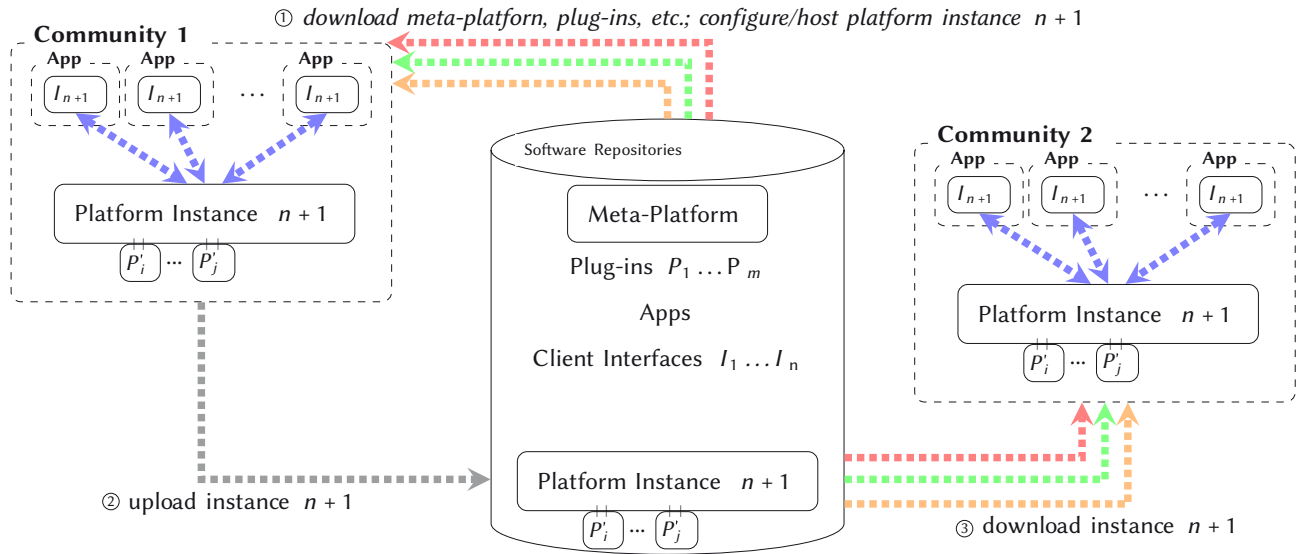 ① download meta-platforn, plug-ins, etc.; configure/host platform instance n + 1
Community 1
App App App
I n+1 I n+1 ... I n+1
Platform Instance n + 1
P'i ... P'j
② upload instance n + 1
Software Repositories
Meta-Platform
Plug-ins P1 ... Pm
Apps
Client Interfaces I1 ... In
Platform Instance n + 1
P'i ... P'j
Community 2
App App App
I n+1 I n+1 ... I n+1
Platform Instance n + 1
P'i ... P'j
③ download instance n + 1